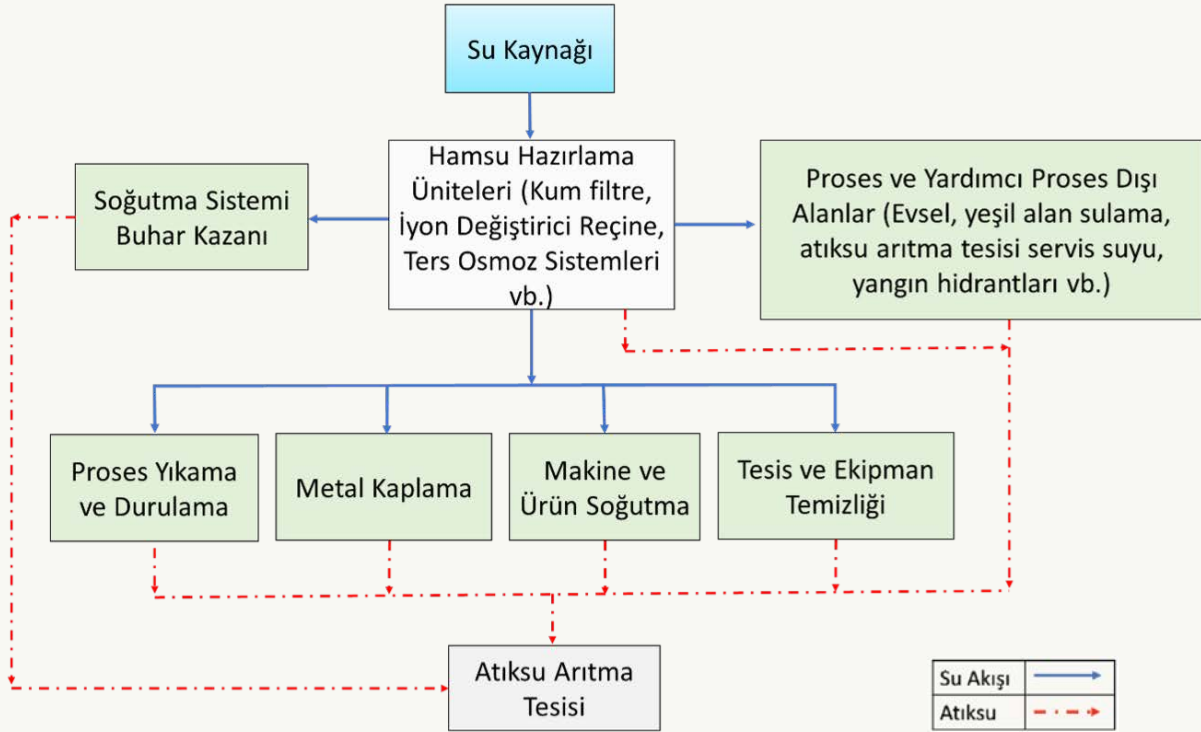 Su Kaynağı
Hamsu Hazırlama
Üniteleri (Kum filtre,
İyon Değiştirici Reçine,
Ters Osmoz Sistemleri
vb.)
Soğutma Sistemi
Buhar Kazanı
Proses ve Yardımcı Proses Dışı
Alanlar (Evsel, yeşil alan sulama,
atıksu arıtma tesisi servis suyu,
yangın hidrantları vb.)
Proses Yıkama
ve Durulama
Metal Kaplama
Makine ve
Ürün Soğutma
Tesis ve Ekipman
Temizliği
Atıksu Arıtma
Tesisi
Su Akışı
Atıksu